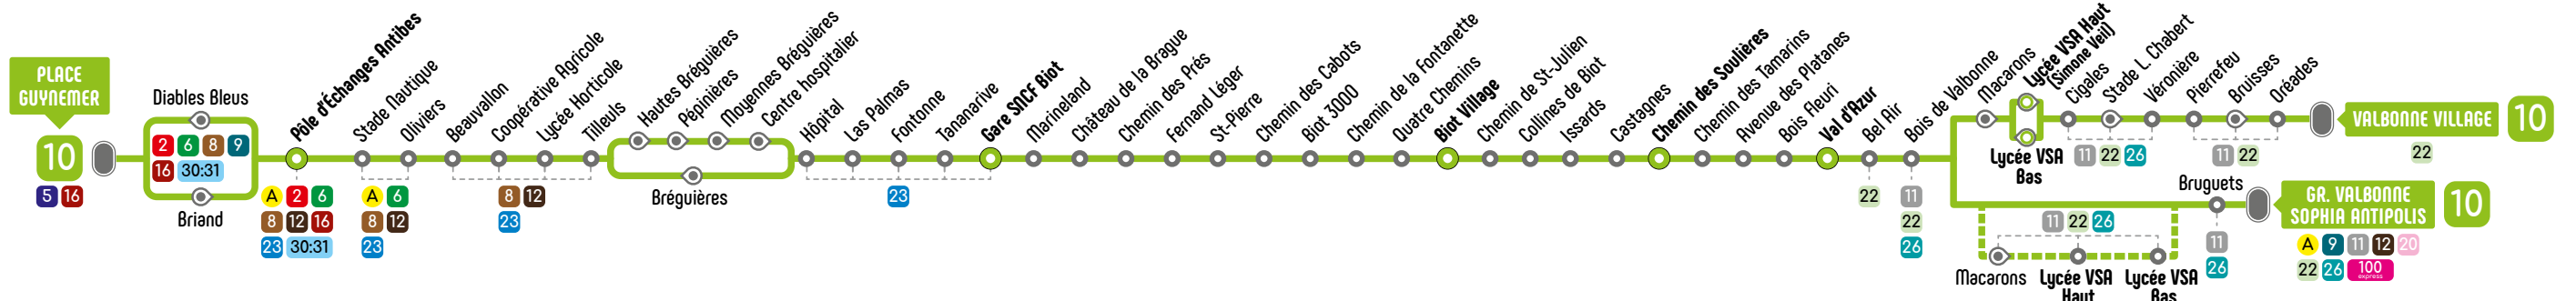 PLACE
GUYNEMER
10
5 16
Diables Bleus
2 6 8 9
16 30:31
Briand
Pôle d'Échanges Antibes
A 2 6
8 12 16
23 30:31
Stade Nautique
Oliviers
A 6
8 12
23
Beauvallon
Coopérative Agricole
Lycée Horticole
Tilleuls
8 12
23
Hautes Bréguières
Pépinières
Moyennes Bréguières
Centre hospitalier
Bréguières
Hôpital
Las Palmas
Fontonne
Tananarive
Gare SNCF Biot
23
Marineland
Château de la Brague
Chemin des Prés
Fernand Léger
St-Pierre
Chemin des Cabots
Biot 3000
Chemin de la Fontanette
Quatre Chemins
Biot Village
Chemin de St-Julien
Collines de Biot
Issards
Castagnes
Chemin des Soulières
Chemin des Tamarins
Avenue des Platanes
Bois Fleuri
Val d'Azur
Bel Air
22
Bois de Valbonne
11
22
26
Macarons
Lycée VSA Haut
(Simone Veil)
Lycée VSA
Bas
Cigales
Stade L. Chabert
Véronière
11 22 26
Pierrefeu
Bruisses
Oréades
11 22
VALBONNE VILLAGE 10
22
11 22 26
Macarons
Lycée VSA
Haut
Lycée VSA
Bas
Bruguets
11
26
GR. VALBONNE
SOPHIA ANTIPOLIS
10
A 9 11 12 20
22 26 100
express